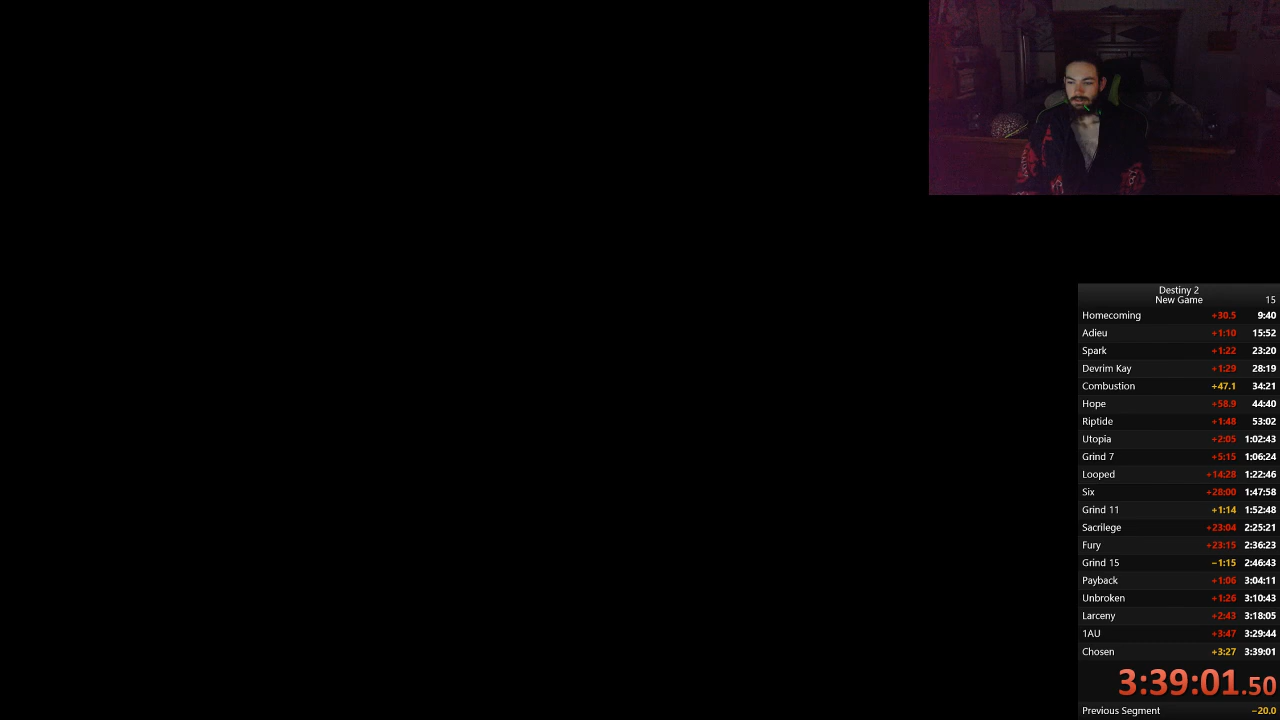 Destiny 2
New Game 15
Homecoming +30.5 9:40
Adieu +1:10 15:52
Spark +1:22 23:20
Devrim Kay +1:29 28:19
Combustion +47.1 34:21
Hope +58.9 44:40
Riptide +1:48 53:02
Utopia +2:05 1:02:43
Grind 7 +5:15 1:06:24
Looped +14:28 1:22:46
Six +28:00 1:47:58
Grind 11 +1:14 1:52:48
Sacrilege +23:04 2:25:21
Fury +23:15 2:36:23
Grind 15 −1:15 2:46:43
Payback +1:06 3:04:11
Unbroken +1:26 3:10:43
Larceny +2:43 3:18:05
1AU +3:47 3:29:44
Chosen +3:27 3:39:01
3:39:01.50
Previous Segment −20.0